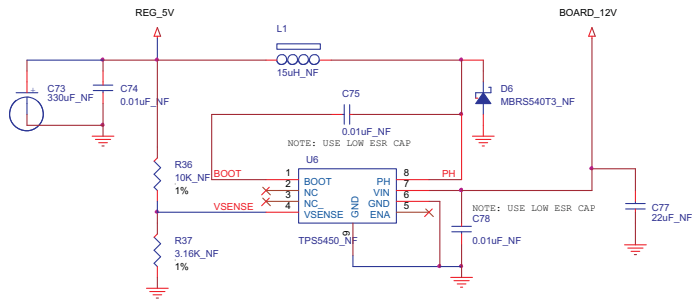 REG_5V
BOARD_12V
L1
15uH_NF
C73
330uF_NF
C74
0.01uF_NF
C75
0.01uF_NF
NOTE: USE LOW ESR CAP
D6
MBRS540T3_NF
U6
R36
10K_NF
1%
BOOT
1
2
3
4
BOOT
NC
NC_
VSENSE
GND
9
PH
VIN
GND
ENA
8
7
6
5
PH
VSENSE
TPS5450_NF
NOTE: USE LOW ESR CAP
C78
0.01uF_NF
C77
22uF_NF
R37
3.16K_NF
1%